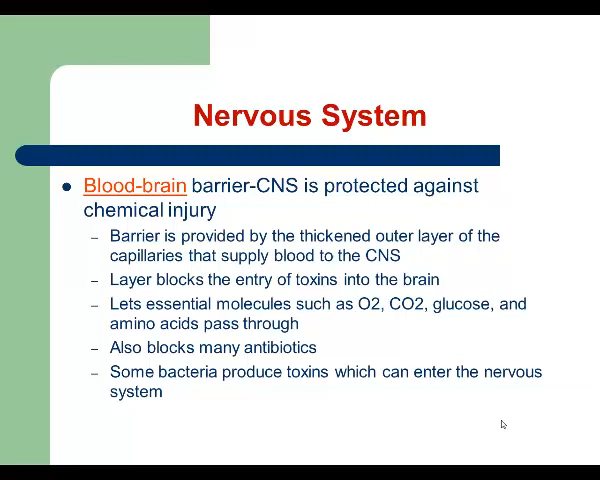 Nervous System
● Blood-brain barrier-CNS is protected against
chemical injury
– Barrier is provided by the thickened outer layer of the
capillaries that supply blood to the CNS
– Layer blocks the entry of toxins into the brain
– Lets essential molecules such as O2, CO2, glucose, and
amino acids pass through
– Also blocks many antibiotics
– Some bacteria produce toxins which can enter the nervous
system